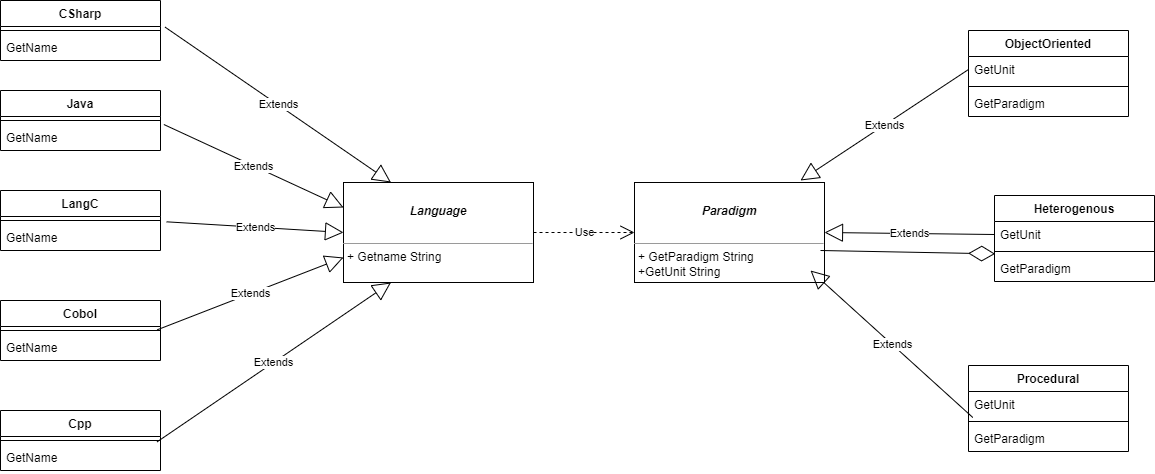 CSharp
GetName
Extends
Java
GetName
Extends
LangC
GetName
Extends
Cobol
GetName
Extends
Cpp
GetName
Extends
Language
+ Getname String
Use
Paradigm
+ GetParadigm String
+GetUnit String
ObjectOriented
GetUnit
GetParadigm
Extends
Heterogenous
GetUnit
GetParadigm
Extends
Procedural
GetUnit
GetParadigm
Extends